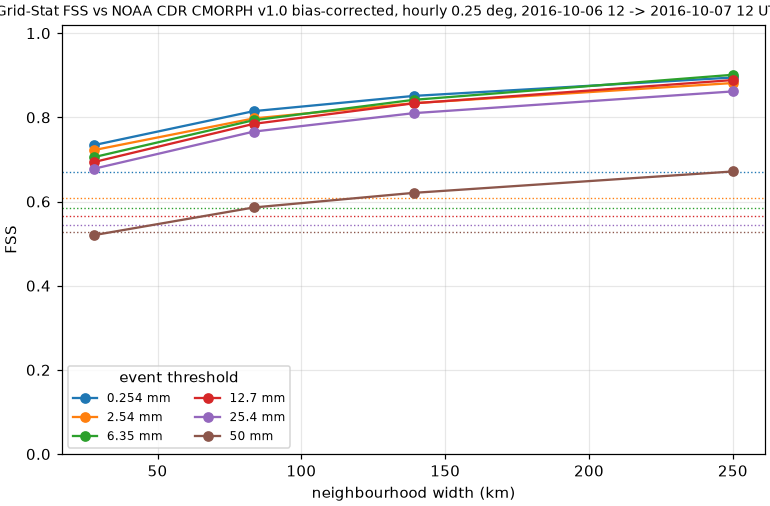 Grid-Stat FSS vs NOAA CDR CMORPH v1.0 bias-corrected, hourly 0.25 deg, 2016-10-06 12 -> 2016-10-07 12
1.0
0.8
0.6
0.4
0.2
0.0
FSS
event threshold
0.254 mm
2.54 mm
6.35 mm
12.7 mm
25.4 mm
50 mm
50
100
150
200
250
neighbourhood width (km)